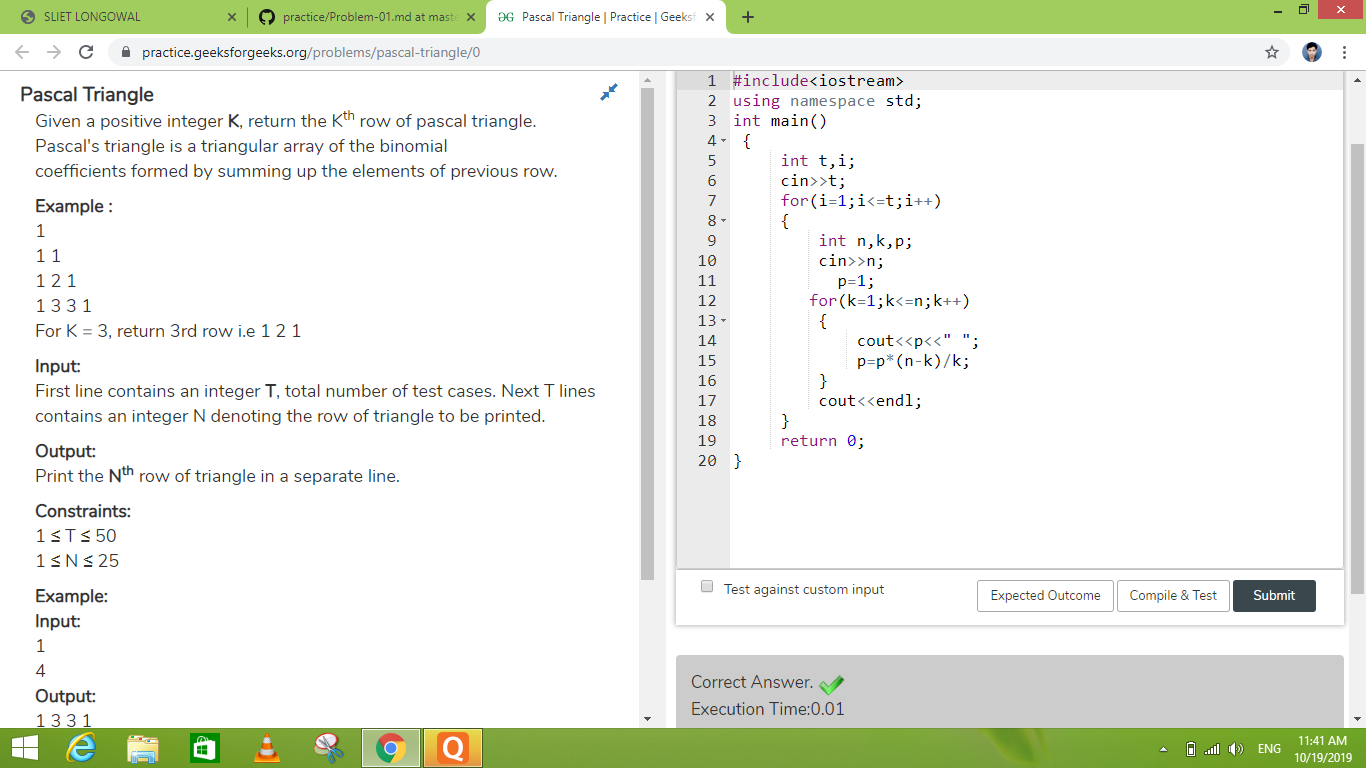 SLIET LONGOWAL
practice/Problem-01.md at maste
Pascal Triangle | Practice | Geeksf
practice.geeksforgeeks.org/problems/pascal-triangle/0
Pascal Triangle
Given a positive integer K, return the Kth row of pascal triangle.
Pascal's triangle is a triangular array of the binomial
coefficients formed by summing up the elements of previous row.
Example :
1
1 1
1 2 1
1 3 3 1
For K = 3, return 3rd row i.e 1 2 1
Input:
First line contains an integer T, total number of test cases. Next T lines
contains an integer N denoting the row of triangle to be printed.
Output:
Print the Nth row of triangle in a separate line.
Constraints:
1 ≤ T ≤ 50
1 ≤ N ≤ 25
Example:
Input:
1
4
Output:
1 3 3 1
1 #include<iostream>
2 using namespace std;
3 int main()
4 {
5 int t,i;
6 cin>>t;
7 for(i=1;i<=t;i++)
8 {
9 int n,k,p;
10 cin>>n;
11 p=1;
12 for(k=1;k<=n;k++)
13 {
14 cout<<p<<" ";
15 p=p*(n-k)/k;
16 }
17 cout<<endl;
18 }
19 return 0;
20 }
Test against custom input
Expected Outcome
Compile & Test
Submit
Correct Answer.
Execution Time:0.01
ENG
11:41 AM
10/19/2019